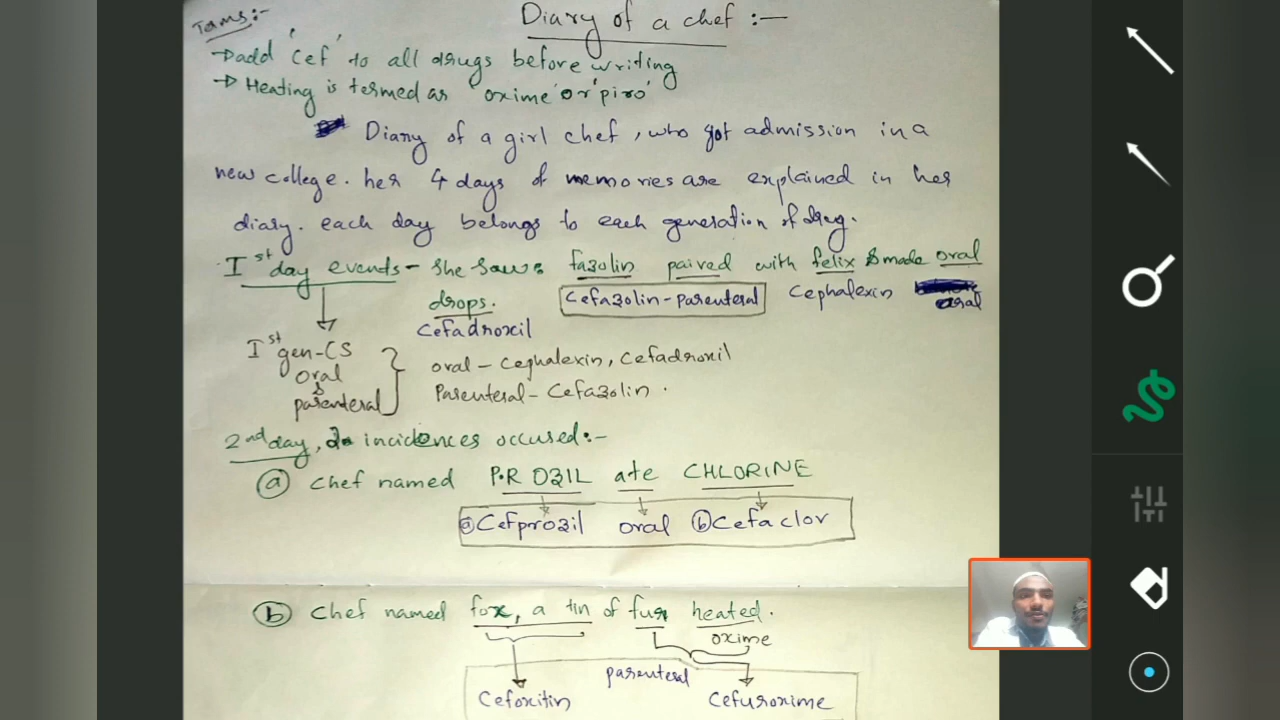 Terms:-
Diary of a chef :-
→ add 'cef' to all drugs before writing
→ Heating is termed as 'oxime' or 'piro'
Diary of a girl chef, who got admission in a
new college. her 4 days of memories are explained in her
diary. each day belongs to each generation of drug.
Ist day events - she saw fazolin paired with felix & made oral
drops. Cefazolin-parenteral Cephalexin oral
Cefadroxil
Ist gen-CS
oral
&
parenteral
oral - Cephalexin, Cefadroxil
Parenteral - Cefazolin.
2nd day, 2 incidences occured:-
a chef named PROZIL ate CHLORINE
a Cefprozil oral b Cefaclor
b chef named fox, a tin of fur heated.
oxime
parenteral
Cefoxitin Cefuroxime